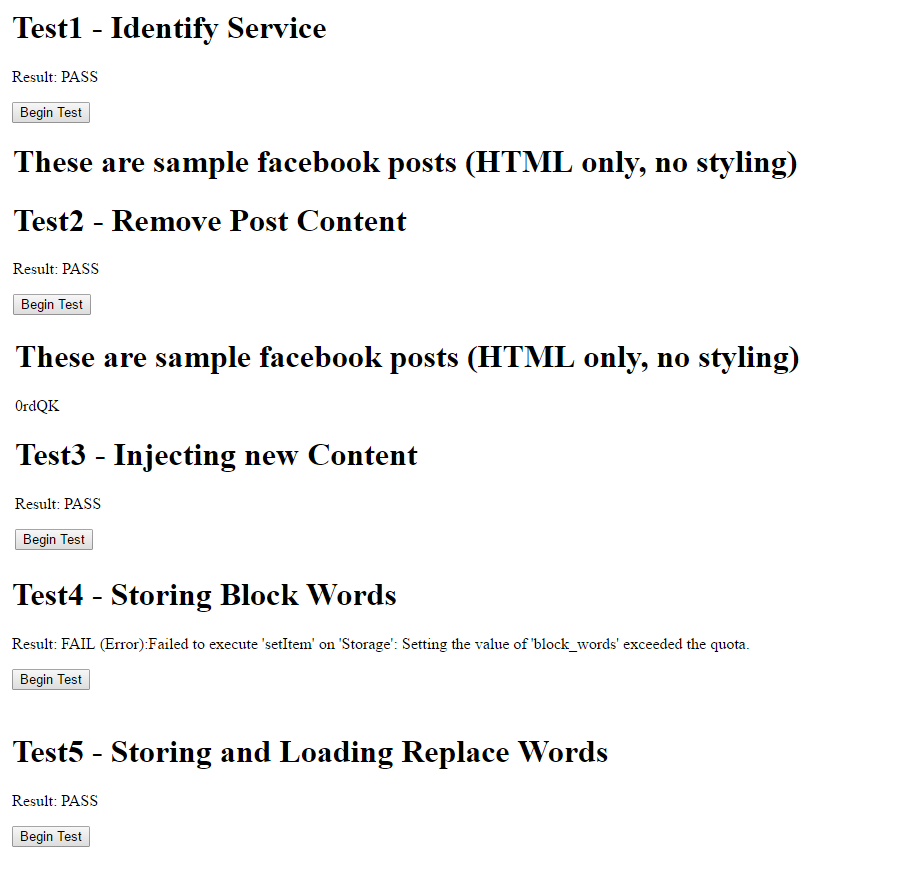 Test1 - Identify Service
Result: PASS
Begin Test
These are sample facebook posts (HTML only, no styling)
Test2 - Remove Post Content
Result: PASS
Begin Test
These are sample facebook posts (HTML only, no styling)
0rdQK
Test3 - Injecting new Content
Result: PASS
Begin Test
Test4 - Storing Block Words
Result: FAIL (Error):Failed to execute 'setItem' on 'Storage': Setting the value of 'block_words' exceeded the quota.
Begin Test
Test5 - Storing and Loading Replace Words
Result: PASS
Begin Test